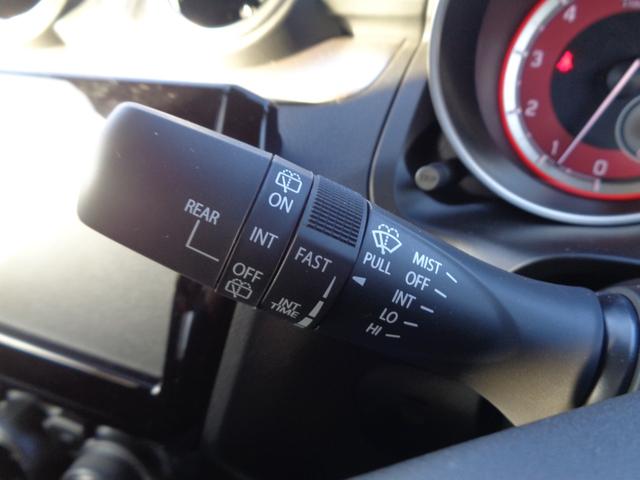 REAR
ON
INT
OFF
FAST
INT
TIME
PULL
MIST
OFF
INT
LO
HI
4
3
2
1
0